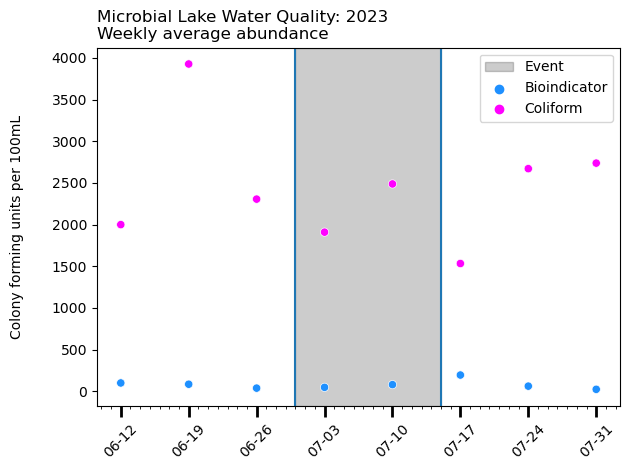 Microbial Lake Water Quality: 2023
Weekly average abundance
Event
Bioindicator
Coliform
Colony forming units per 100mL
4000
3500
3000
2500
2000
1500
1000
500
0
06-12
06-19
06-26
07-03
07-10
07-17
07-24
07-31